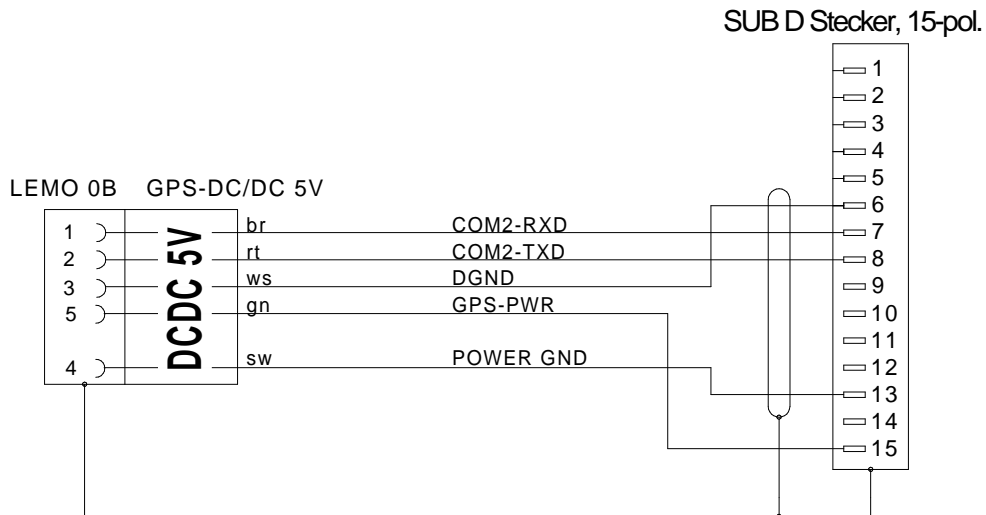 SUB D Stecker, 15-pol.
1
2
3
4
5
6
7
8
9
10
11
12
13
14
15
LEMO 0B GPS-DC/DC 5V
1
2
3
5
4
DCDC 5V
br COM2-RXD
rt COM2-TXD
ws DGND
gn GPS-PWR
sw POWER GND